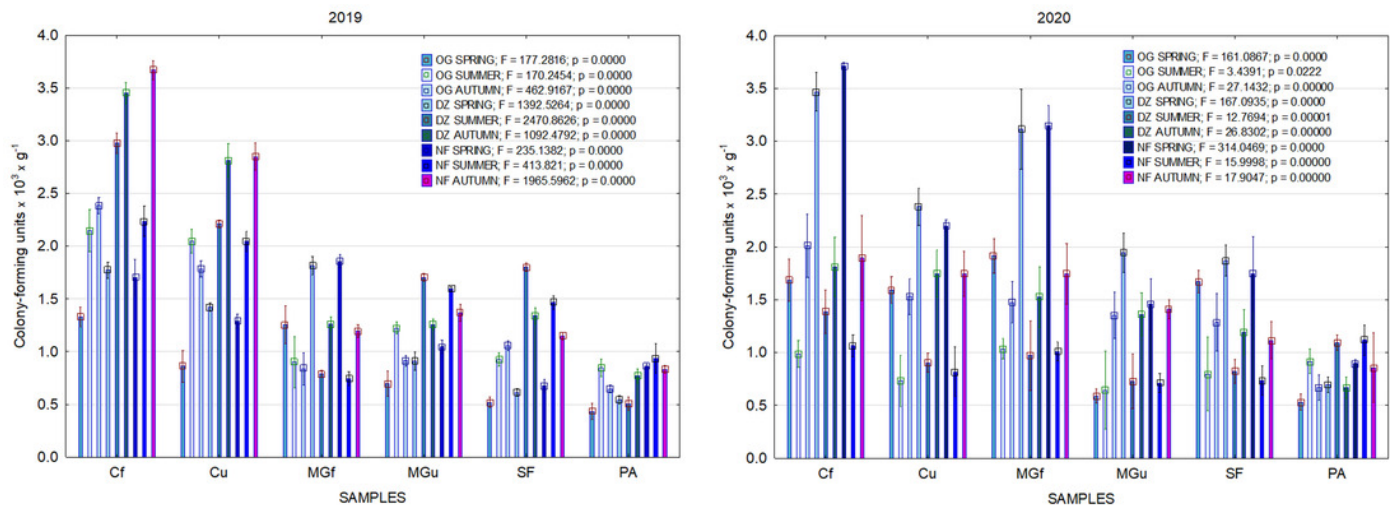 2019
Colony-forming units x 10³ x g⁻¹
4.0
3.5
3.0
2.5
2.0
1.5
1.0
0.5
0.0
OG SPRING; F = 177.2816; p = 0.0000
OG SUMMER; F = 170.2454; p = 0.0000
OG AUTUMN; F = 462.9167; p = 0.0000
DZ SPRING; F = 1392.5264; p = 0.0000
DZ SUMMER; F = 2470.8626; p = 0.0000
DZ AUTUMN; F = 1092.4792; p = 0.0000
NF SPRING; F = 235.1382; p = 0.0000
NF SUMMER; F = 413.821; p = 0.0000
NF AUTUMN; F = 1965.5962; p = 0.0000
Cf Cu MGf MGu SF PA
SAMPLES
2020
Colony-forming units x 10³ x g⁻¹
4.0
3.5
3.0
2.5
2.0
1.5
1.0
0.5
0.0
OG SPRING; F = 161.0867; p = 0.0000
OG SUMMER; F = 3.4391; p = 0.0222
OG AUTUMN; F = 27.1432; p = 0.00000
DZ SPRING; F = 167.0935; p = 0.0000
DZ SUMMER; F = 12.7694; p = 0.00001
DZ AUTUMN; F = 26.8302; p = 0.00000
NF SPRING; F = 314.0469; p = 0.0000
NF SUMMER; F = 15.9998; p = 0.00000
NF AUTUMN; F = 17.9047; p = 0.00000
Cf Cu MGf MGu SF PA
SAMPLES